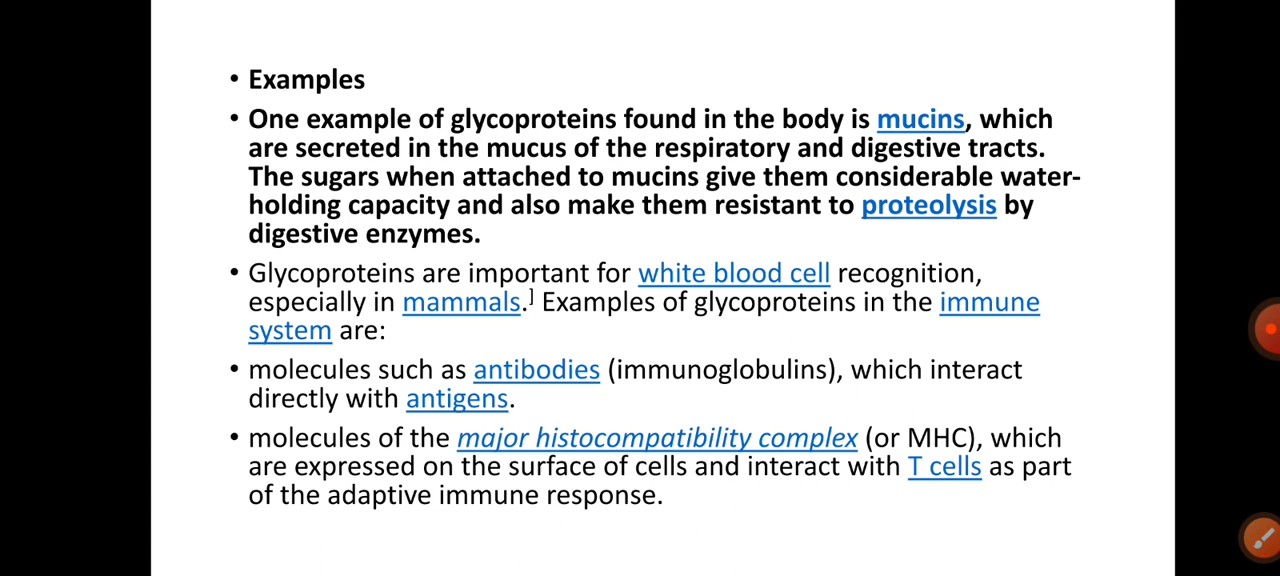 • Examples
• One example of glycoproteins found in the body is mucins, which
are secreted in the mucus of the respiratory and digestive tracts.
The sugars when attached to mucins give them considerable water-
holding capacity and also make them resistant to proteolysis by
digestive enzymes.
• Glycoproteins are important for white blood cell recognition,
especially in mammals.] Examples of glycoproteins in the immune
system are:
• molecules such as antibodies (immunoglobulins), which interact
directly with antigens.
• molecules of the major histocompatibility complex (or MHC), which
are expressed on the surface of cells and interact with T cells as part
of the adaptive immune response.